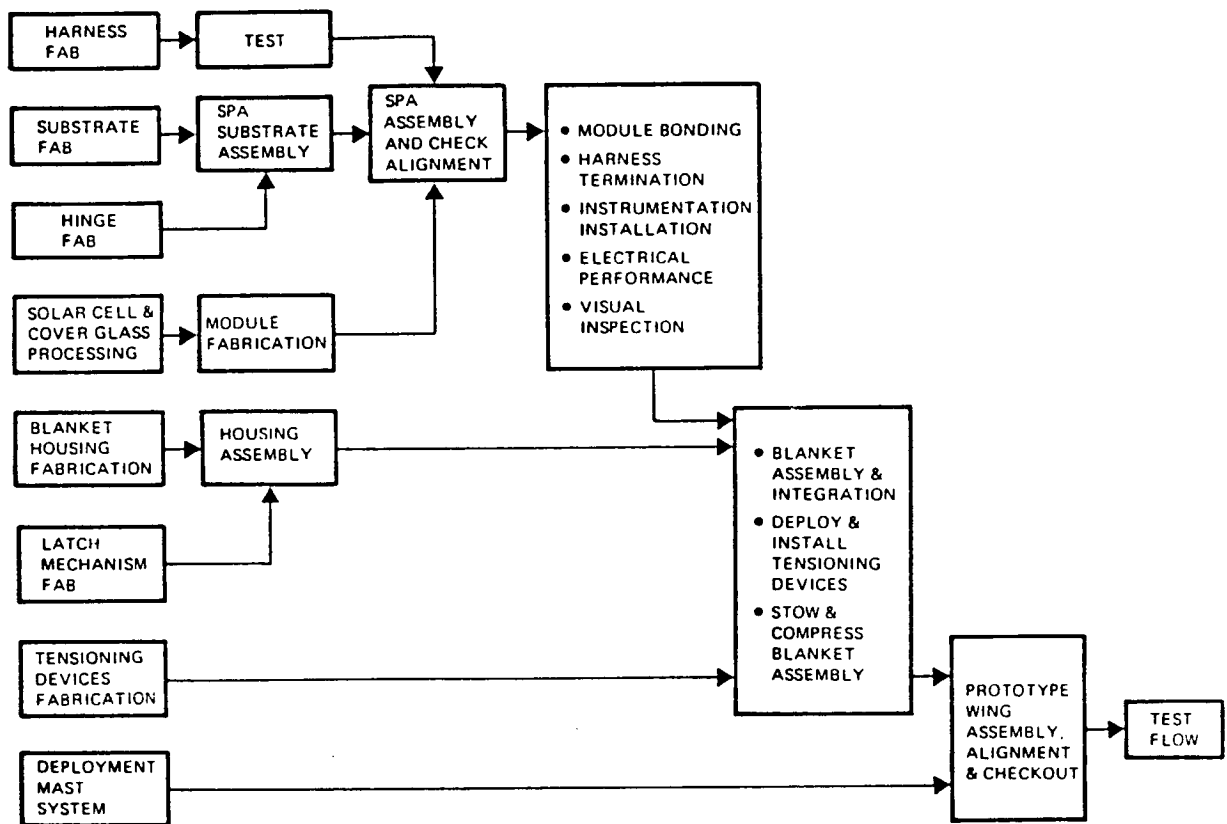 HARNESS
FAB
TEST
SUBSTRATE
FAB
SPA
SUBSTRATE
ASSEMBLY
SPA
ASSEMBLY
AND CHECK
ALIGNMENT
• MODULE BONDING
• HARNESS
TERMINATION
• INSTRUMENTATION
INSTALLATION
• ELECTRICAL
PERFORMANCE
• VISUAL
INSPECTION
HINGE
FAB
SOLAR CELL &
COVER GLASS
PROCESSING
MODULE
FABRICATION
BLANKET
HOUSING
FABRICATION
HOUSING
ASSEMBLY
LATCH
MECHANISM
FAB
• BLANKET
ASSEMBLY &
INTEGRATION
• DEPLOY &
INSTALL
TENSIONING
DEVICES
• STOW &
COMPRESS
BLANKET
ASSEMBLY
TENSIONING
DEVICES
FABRICATION
DEPLOYMENT
MAST
SYSTEM
PROTOTYPE
WING
ASSEMBLY,
ALIGNMENT
& CHECKOUT
TEST
FLOW